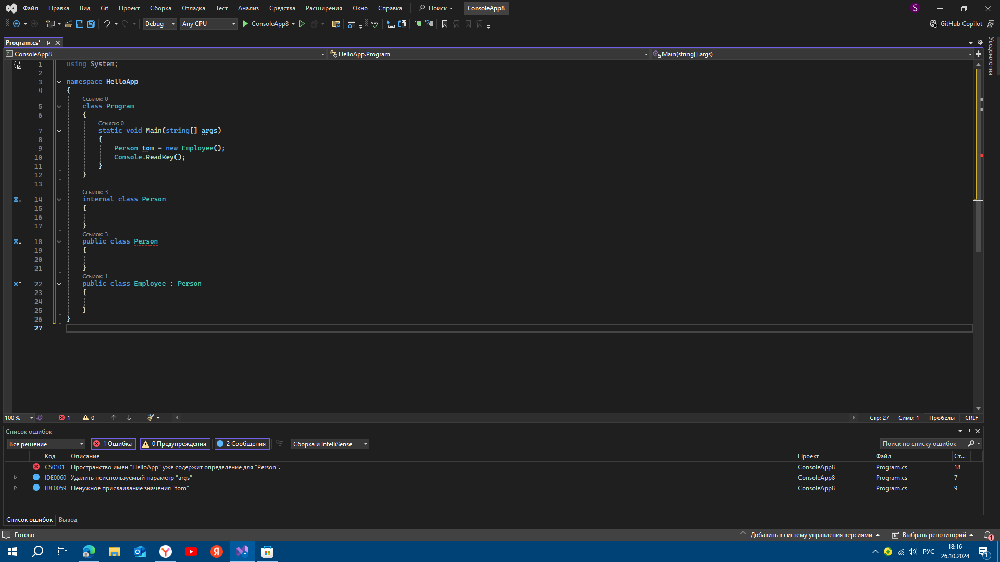 Файл Правка Вид Git Проект Сборка Отладка Тест Анализ Средства Расширения Окно Справка Поиск ConsoleApp8 S
Debug Any CPU ConsoleApp8 GitHub Copilot
Program.cs*
Уведомления
C# ConsoleApp8 HelloApp.Program Main(string[] args)
1 using System;
2
3 namespace HelloApp
4 {
Ссылок: 0
5 class Program
6 {
Ссылок: 0
7 static void Main(string[] args)
8 {
9 Person tom = new Employee();
10 Console.ReadKey();
11 }
12 }
13
Ссылок: 3
14 internal class Person
15 {
16
17 }
Ссылок: 3
18 public class Person
19 {
20
21 }
Ссылок: 1
22 public class Employee : Person
23 {
24
25 }
26 }
27
100 % 1 0 Стр: 27 Симв: 1 Пробелы CRLF
Список ошибок
Все решение 1 Ошибка 0 Предупреждения 2 Сообщения Сборка и IntelliSense Поиск по списку ошибок
Код Описание Проект Файл Ст...
CS0101 Пространство имен "HelloApp" уже содержит определение для "Person". ConsoleApp8 Program.cs 18
IDE0060 Удалить неиспользуемый параметр "args" ConsoleApp8 Program.cs 7
IDE0059 Ненужное присваивание значения "tom" ConsoleApp8 Program.cs 9
Список ошибок Вывод
Готово Добавить в систему управления версиями Выбрать репозиторий 1
РУС 18:16
26.10.2024 1